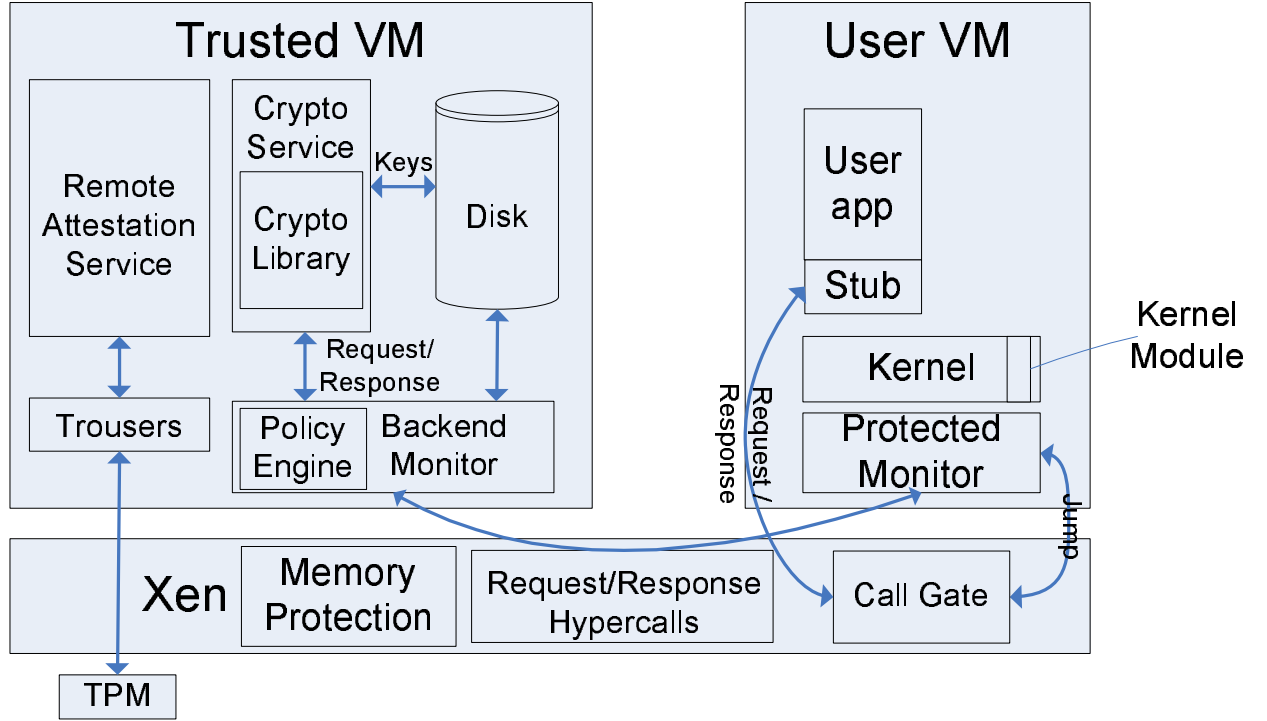 Trusted VM
Remote
Attestation
Service
Crypto
Service
Crypto
Library
Keys
Disk
Request/
Response
Trousers
Policy
Engine
Backend
Monitor
User VM
User
app
Stub
Kernel
Kernel
Module
Protected
Monitor
Request /
Response
Jump
Xen
Memory
Protection
Request/Response
Hypercalls
Call Gate
TPM